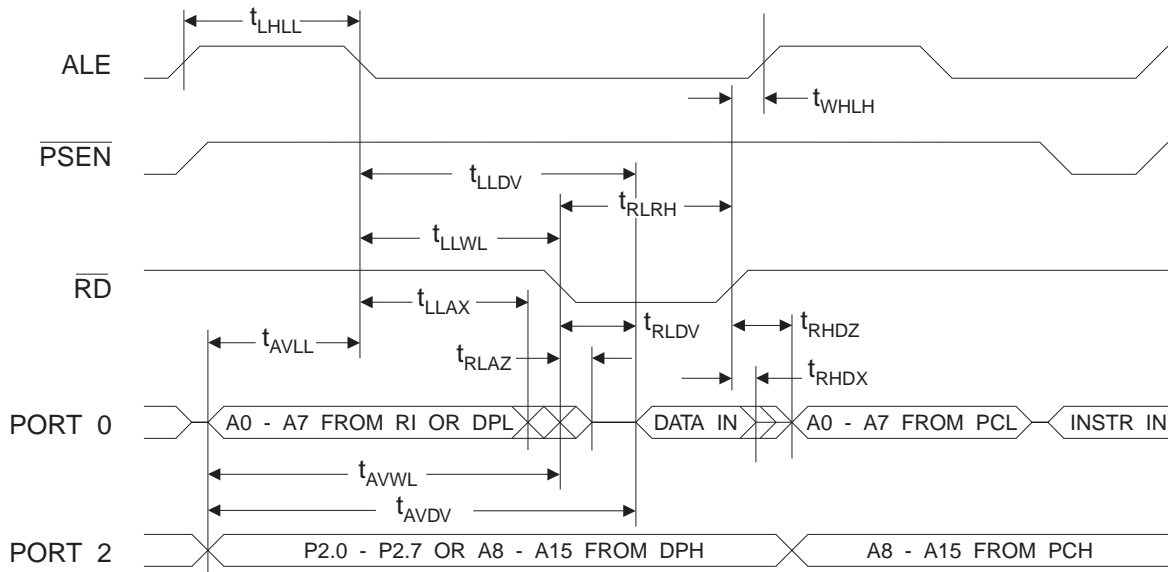 tLHLL
ALE
tWHLH
PSEN
tLLDV
tRLRH
tLLWL
RD
tLLAX
tRLDV
tRHDZ
tAVLL
tRLAZ
tRHDX
PORT 0
A0 - A7 FROM RI OR DPL
DATA IN
A0 - A7 FROM PCL
INSTR IN
tAVWL
tAVDV
PORT 2
P2.0 - P2.7 OR A8 - A15 FROM DPH
A8 - A15 FROM PCH